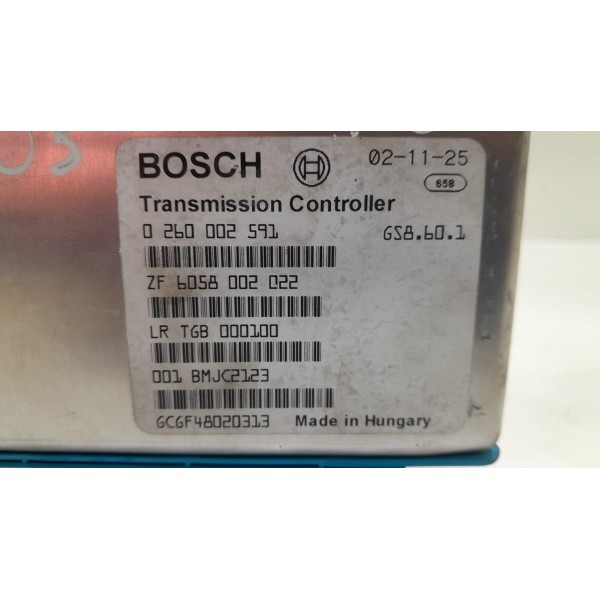 BOSCH 02-11-25
658
Transmission Controller
0 260 002 591 GS8.60.1
ZF 6058 002 022
LR TGB 000100
001 BMJC2123
GCGF48020313 Made in Hungary